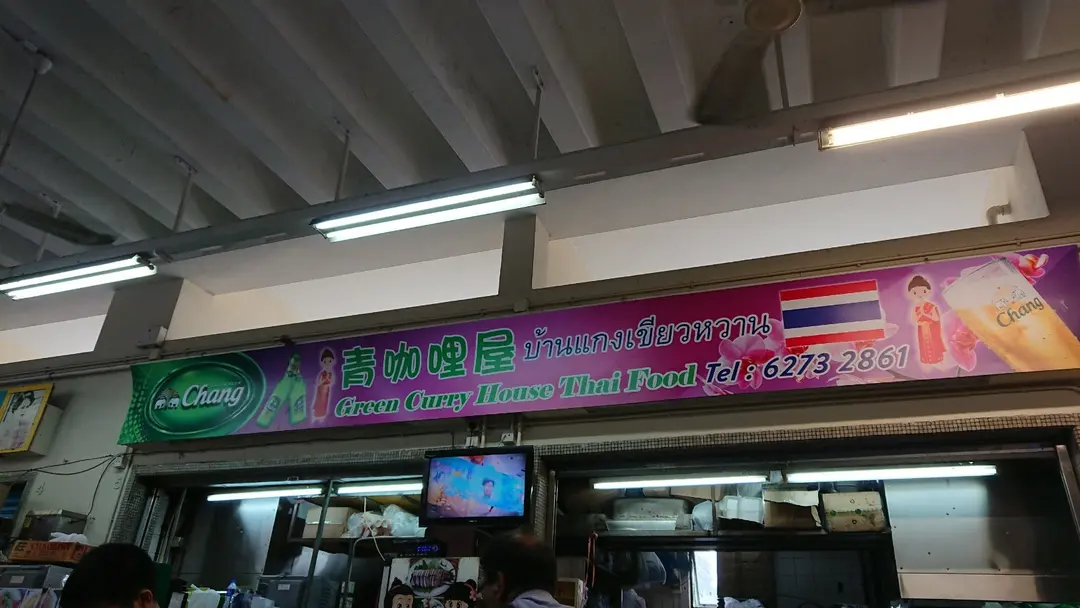 Chang
青咖哩屋
บ้านแกงเขียวหวาน
Green Curry House Thai Food
Tel : 6273 2861
Chang